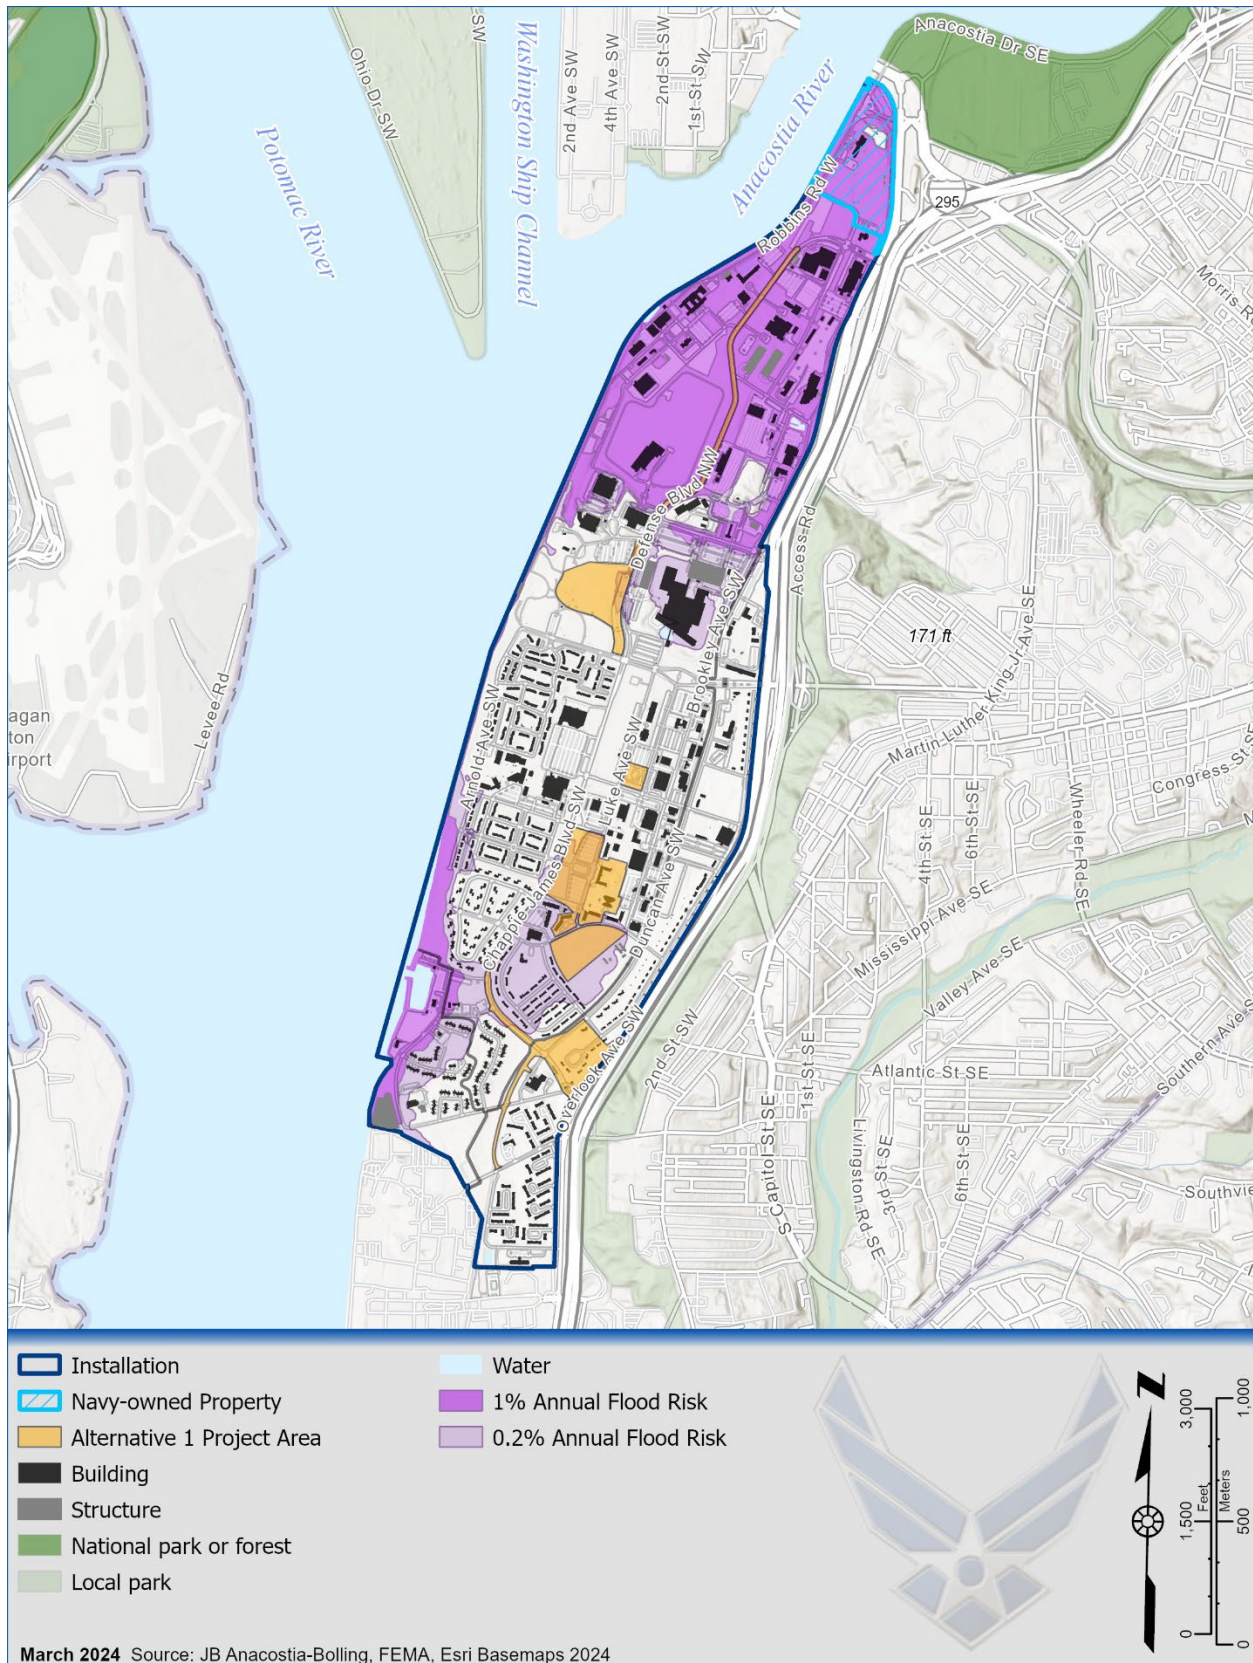 Anacostia Dr SE
SW
Ohio Dr SW
Washington Ship Channel
2nd Ave SW
4th Ave SW
2nd St SW
1st St SW
Anacostia River
Potomac River
Robbins Rd W
295
Morris Rd
Defense Blvd NW
Access Rd
Brookley Ave SW
171 ft
Martin Luther King Jr Ave SE
Levee Rd
agan
ton
irport
Arnold Ave SW
Luke Ave SW
Congress St SE
Wheeler Rd SE
6th St SE
4th St SE
Chappie James Blvd SW
Duncan Ave SW
Mississippi Ave SE
Valley Ave SE
Overlook Ave SW
2nd St SW
Atlantic St SE
1st St SE
Southern Ave S
S Capitol St SE
Livingston Rd SE
3rd St SE
6th St SE
Southvie
Installation
Navy-owned Property
Alternative 1 Project Area
Building
Structure
National park or forest
Local park
Water
1% Annual Flood Risk
0.2% Annual Flood Risk
N
3,000
1,500
0
Feet
Meters
1,000
500
0
March 2024 Source: JB Anacostia-Bolling, FEMA, Esri Basemaps 2024